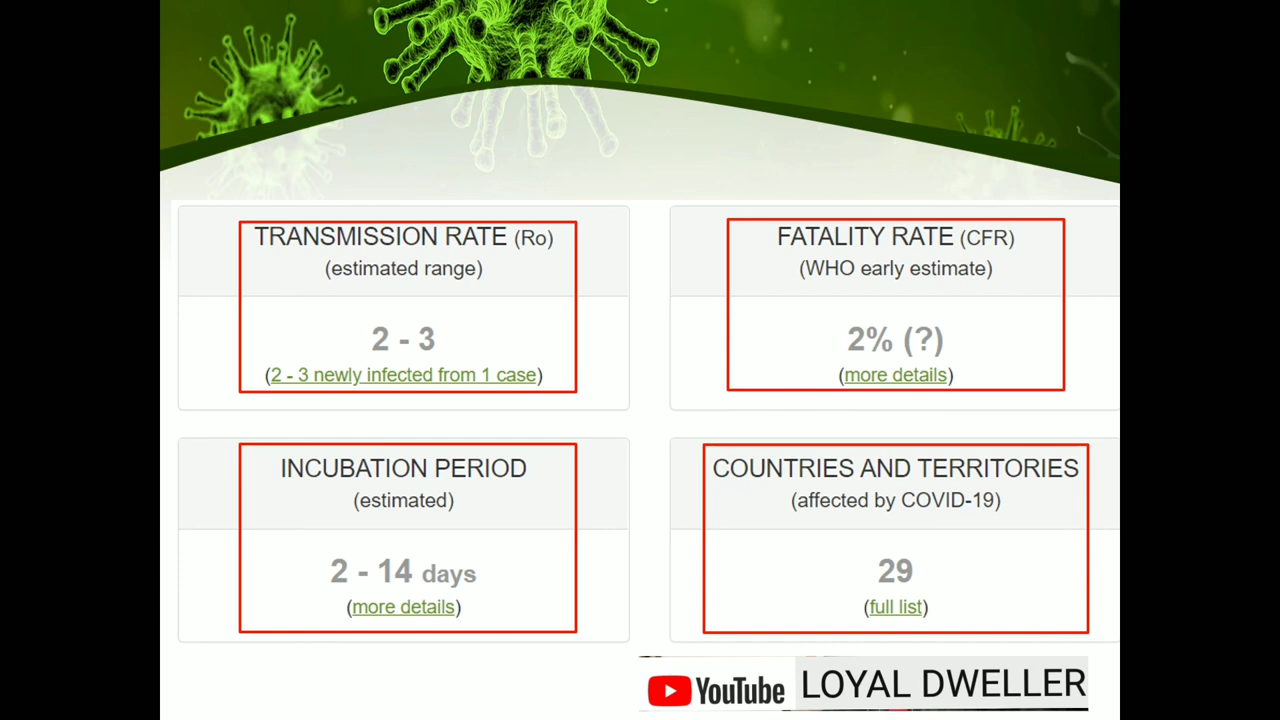 TRANSMISSION RATE (Ro)
(estimated range)
2 - 3
(2 - 3 newly infected from 1 case)
FATALITY RATE (CFR)
(WHO early estimate)
2% (?)
(more details)
INCUBATION PERIOD
(estimated)
2 - 14 days
(more details)
COUNTRIES AND TERRITORIES
(affected by COVID-19)
29
(full list)
YouTube LOYAL DWELLER